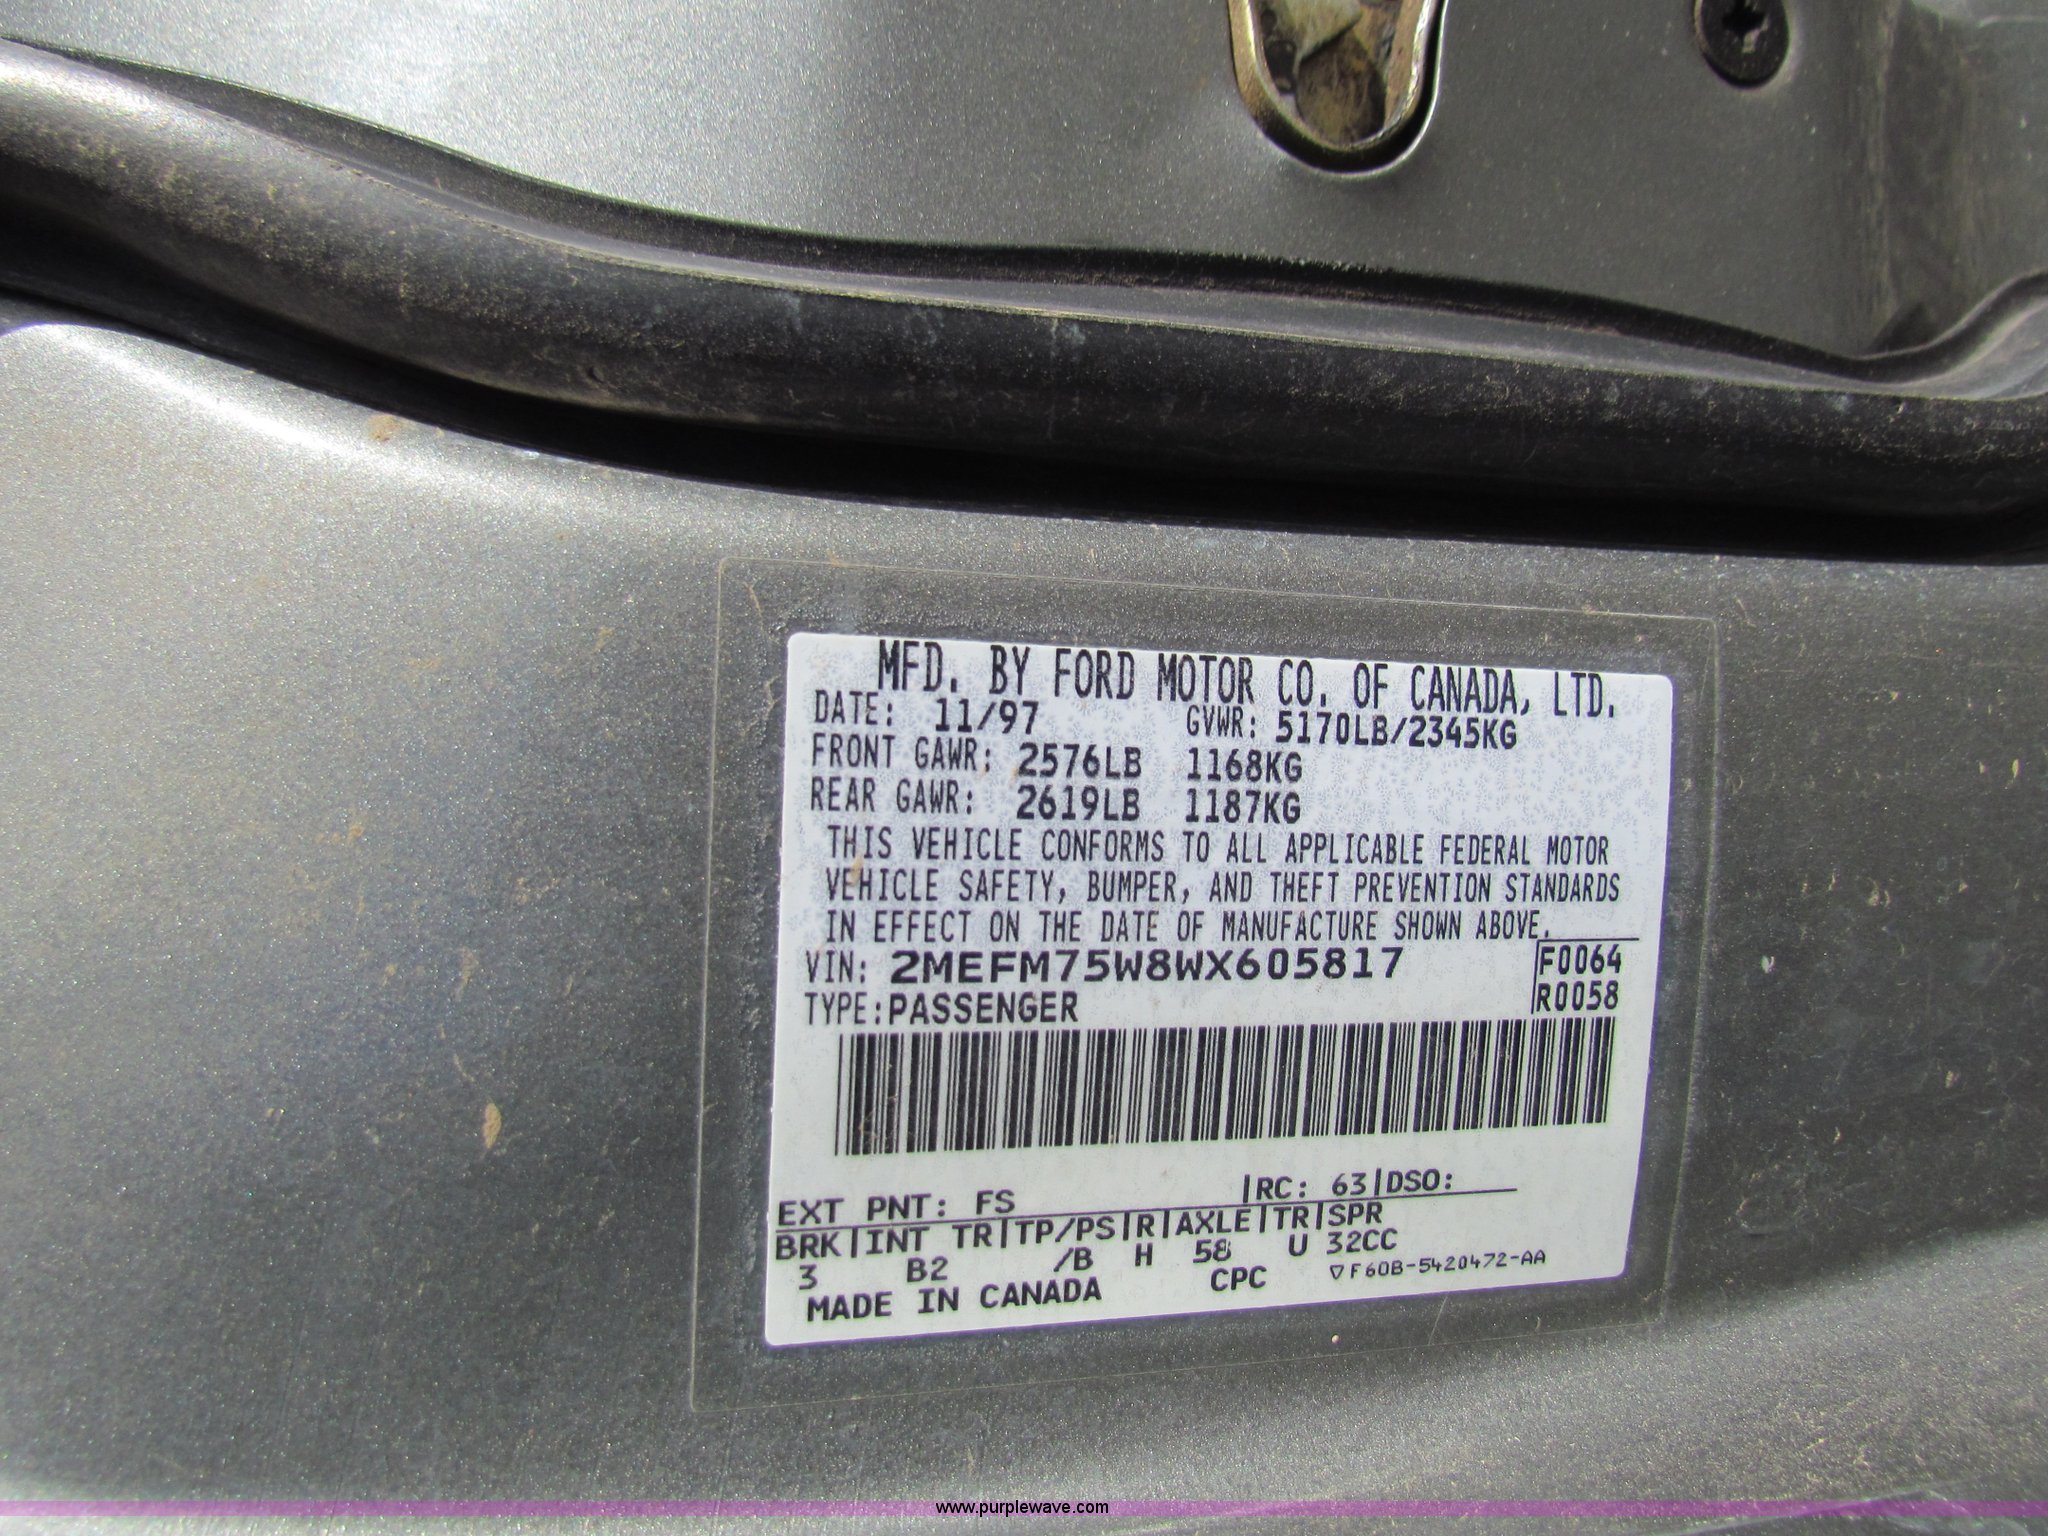 MFD. BY FORD MOTOR CO. OF CANADA, LTD.
DATE: 11/97 GVWR: 5170LB/2345KG
FRONT GAWR: 2576LB 1168KG
REAR GAWR: 2619LB 1187KG
THIS VEHICLE CONFORMS TO ALL APPLICABLE FEDERAL MOTOR
VEHICLE SAFETY, BUMPER, AND THEFT PREVENTION STANDARDS
IN EFFECT ON THE DATE OF MANUFACTURE SHOWN ABOVE.
VIN: 2MEFM75W8WX605817 F0064
TYPE: PASSENGER R0058
EXT PNT: FS |RC: 63|DSO:
BRK|INT TR|TP/PS|R|AXLE|TR|SPR
3 B2 /B H 58 U 32CC
MADE IN CANADA CPC ▽F60B-5420472-AA
www.purplewave.com